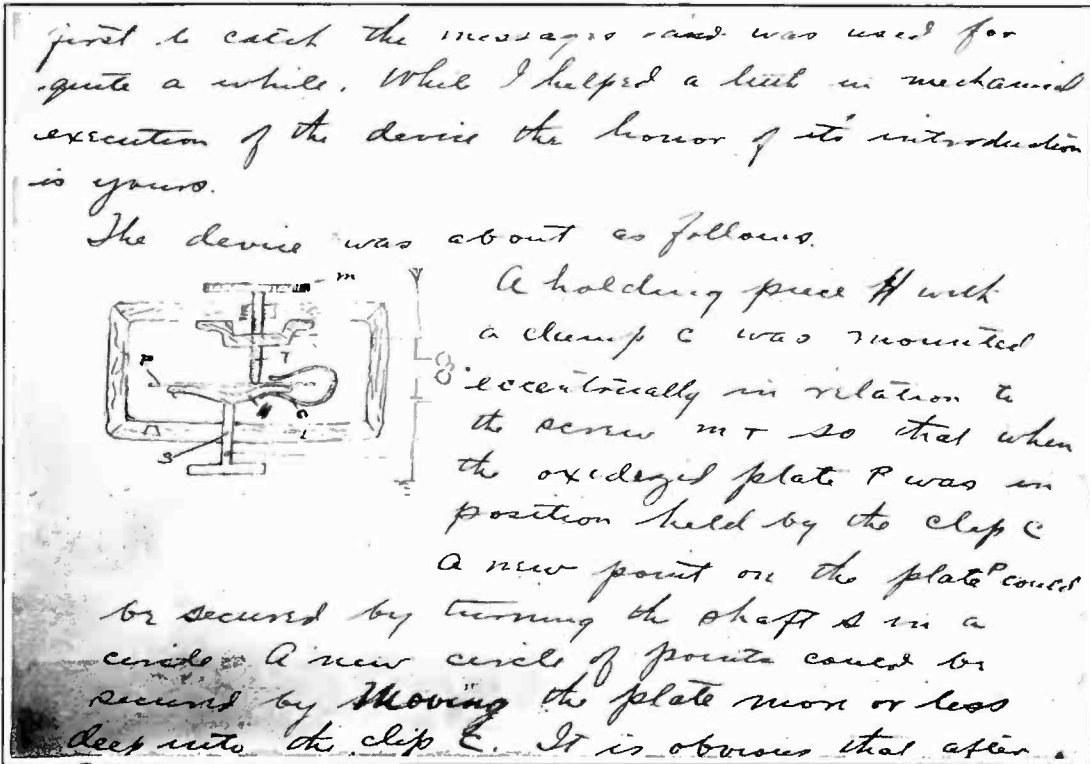 first to catch the messages and was used for
quite a while. While I helped a little in mechanical
execution of the device the honor of it's introduction
is yours.
The device was about as follows.
m
A holding piece H with
a clamp C was mounted
T
P
eccentrically in relation to
H
C
the screw m T so that when
S
the oxidezed plate P was in
position held by the clip C
a new point on the plate P could
be secured by turning the shaft S in a
circle. A new circle of points could be
secured by Moving the plate more or less
deep into the clip C. It is obvious that after